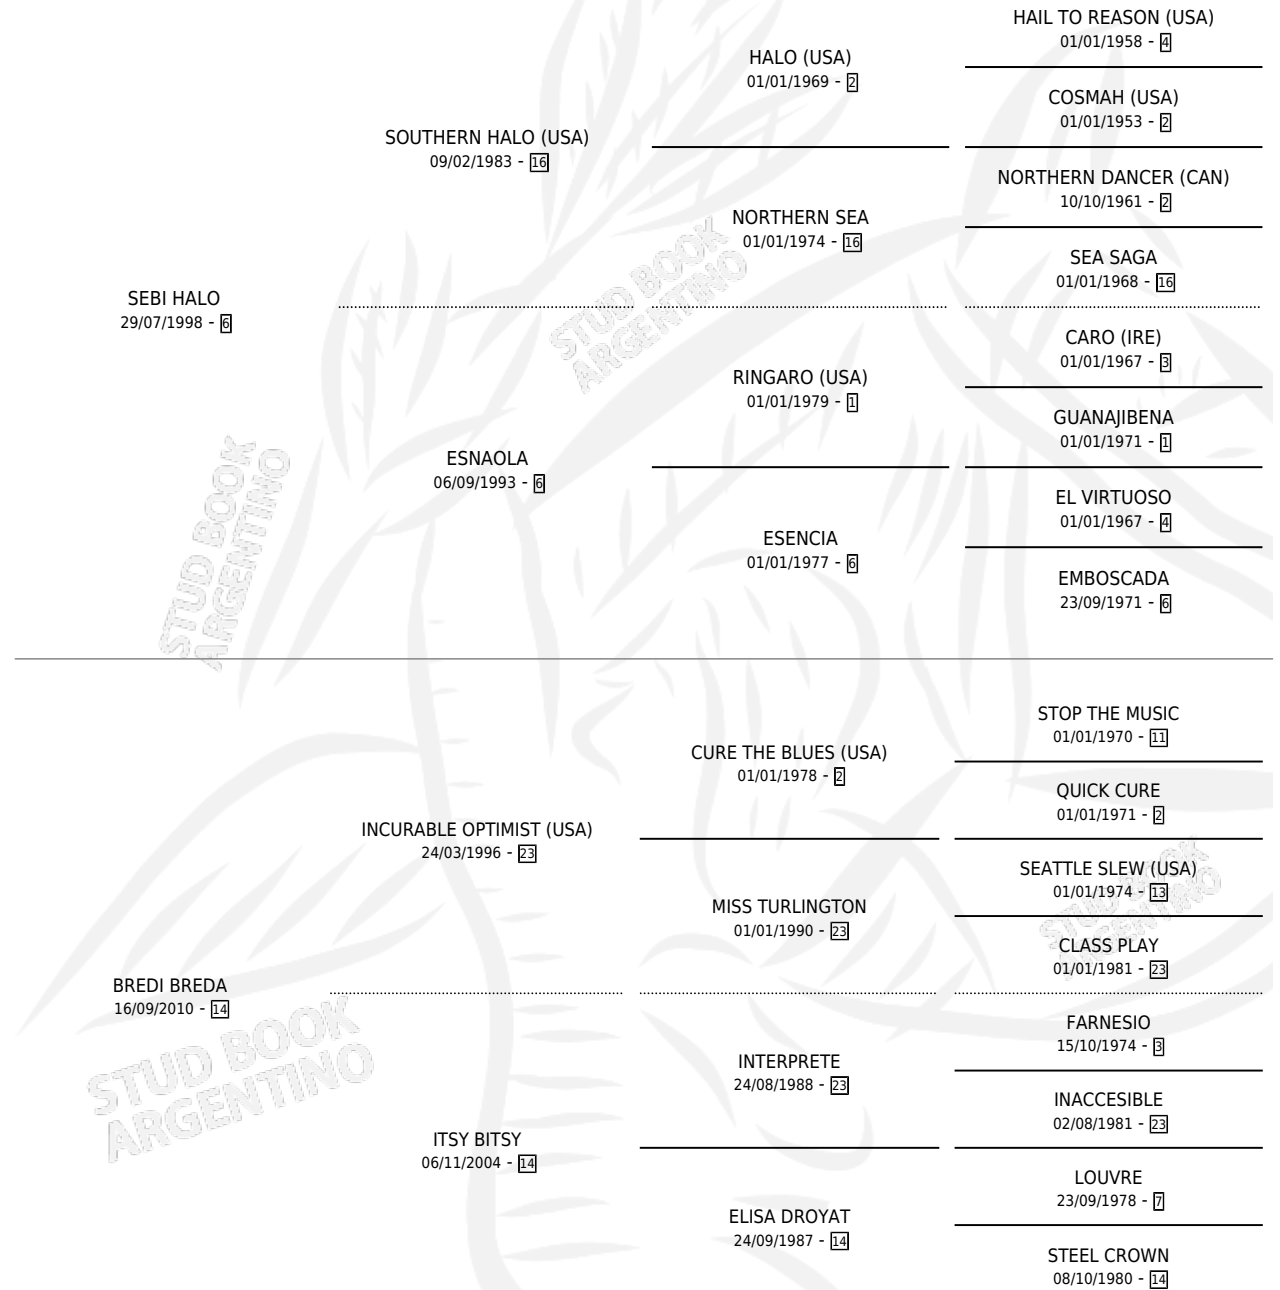 HAIL TO REASON (USA)
01/01/1958 - 4
HALO (USA)
01/01/1969 - 2
COSMAH (USA)
01/01/1953 - 2
SOUTHERN HALO (USA)
09/02/1983 - 16
NORTHERN DANCER (CAN)
10/10/1961 - 2
NORTHERN SEA
01/01/1974 - 16
SEA SAGA
01/01/1968 - 16
STUD BOOK
ARGENTINO
SEBI HALO
29/07/1998 - 6
CARO (IRE)
01/01/1967 - 3
RINGARO (USA)
01/01/1979 - 1
GUANAJIBENA
01/01/1971 - 1
ESNAOLA
06/09/1993 - 6
EL VIRTUOSO
01/01/1967 - 4
ESENCIA
01/01/1977 - 6
EMBOSCADA
23/09/1971 - 6
STUD BOOK
ARGENTINO
STOP THE MUSIC
01/01/1970 - 11
CURE THE BLUES (USA)
01/01/1978 - 2
QUICK CURE
01/01/1971 - 2
INCURABLE OPTIMIST (USA)
24/03/1996 - 23
SEATTLE SLEW (USA)
01/01/1974 - 13
MISS TURLINGTON
01/01/1990 - 23
CLASS PLAY
01/01/1981 - 23
STUD BOOK
ARGENTINO
BREDI BREDA
16/09/2010 - 14
FARNESIO
15/10/1974 - 3
INTERPRETE
24/08/1988 - 23
INACCESIBLE
02/08/1981 - 23
STUD BOOK
ARGENTINO
ITSY BITSY
06/11/2004 - 14
LOUVRE
23/09/1978 - 7
ELISA DROYAT
24/09/1987 - 14
STEEL CROWN
08/10/1980 - 14